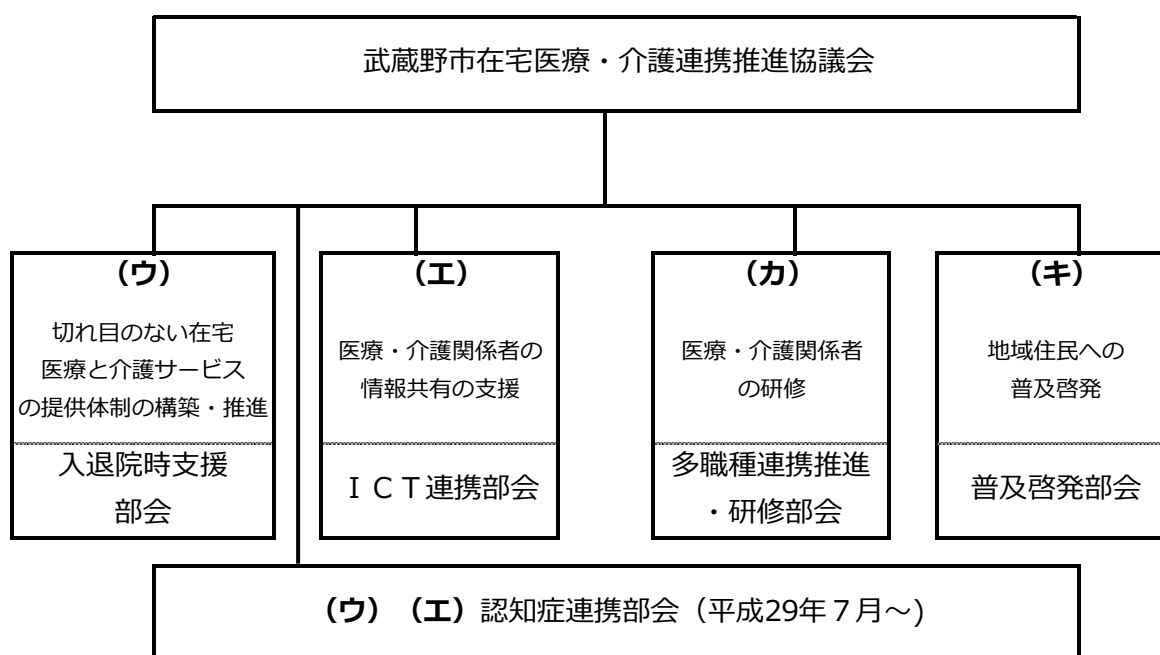 武蔵野市在宅医療・介護連携推進協議会
（ウ）
切れ目のない在宅
医療と介護サービス
の提供体制の構築・推進
入退院時支援
部会
（エ）
医療・介護関係者の
情報共有の支援
ＩＣＴ連携部会
（カ）
医療・介護関係者
の研修
多職種連携推進
・研修部会
（キ）
地域住民への
普及啓発
普及啓発部会
（ウ）（エ）認知症連携部会（平成29年７月～)